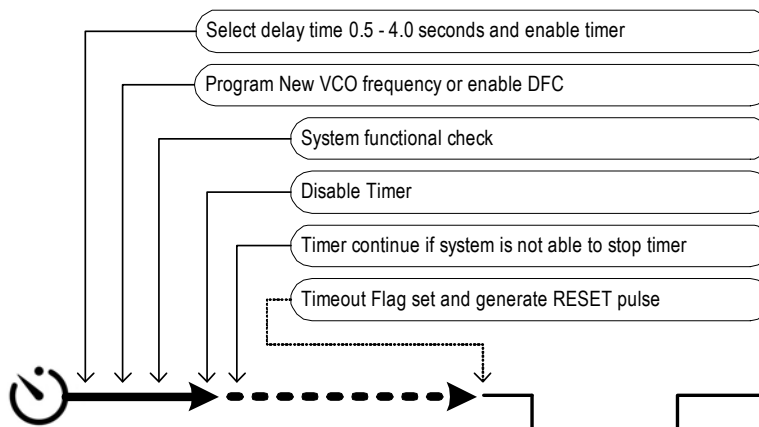 Select delay time 0.5 - 4.0 seconds and enable timer
Program New VCO frequency or enable DFC
System functional check
Disable Timer
Timer continue if system is not able to stop timer
Timeout Flag set and generate RESET pulse